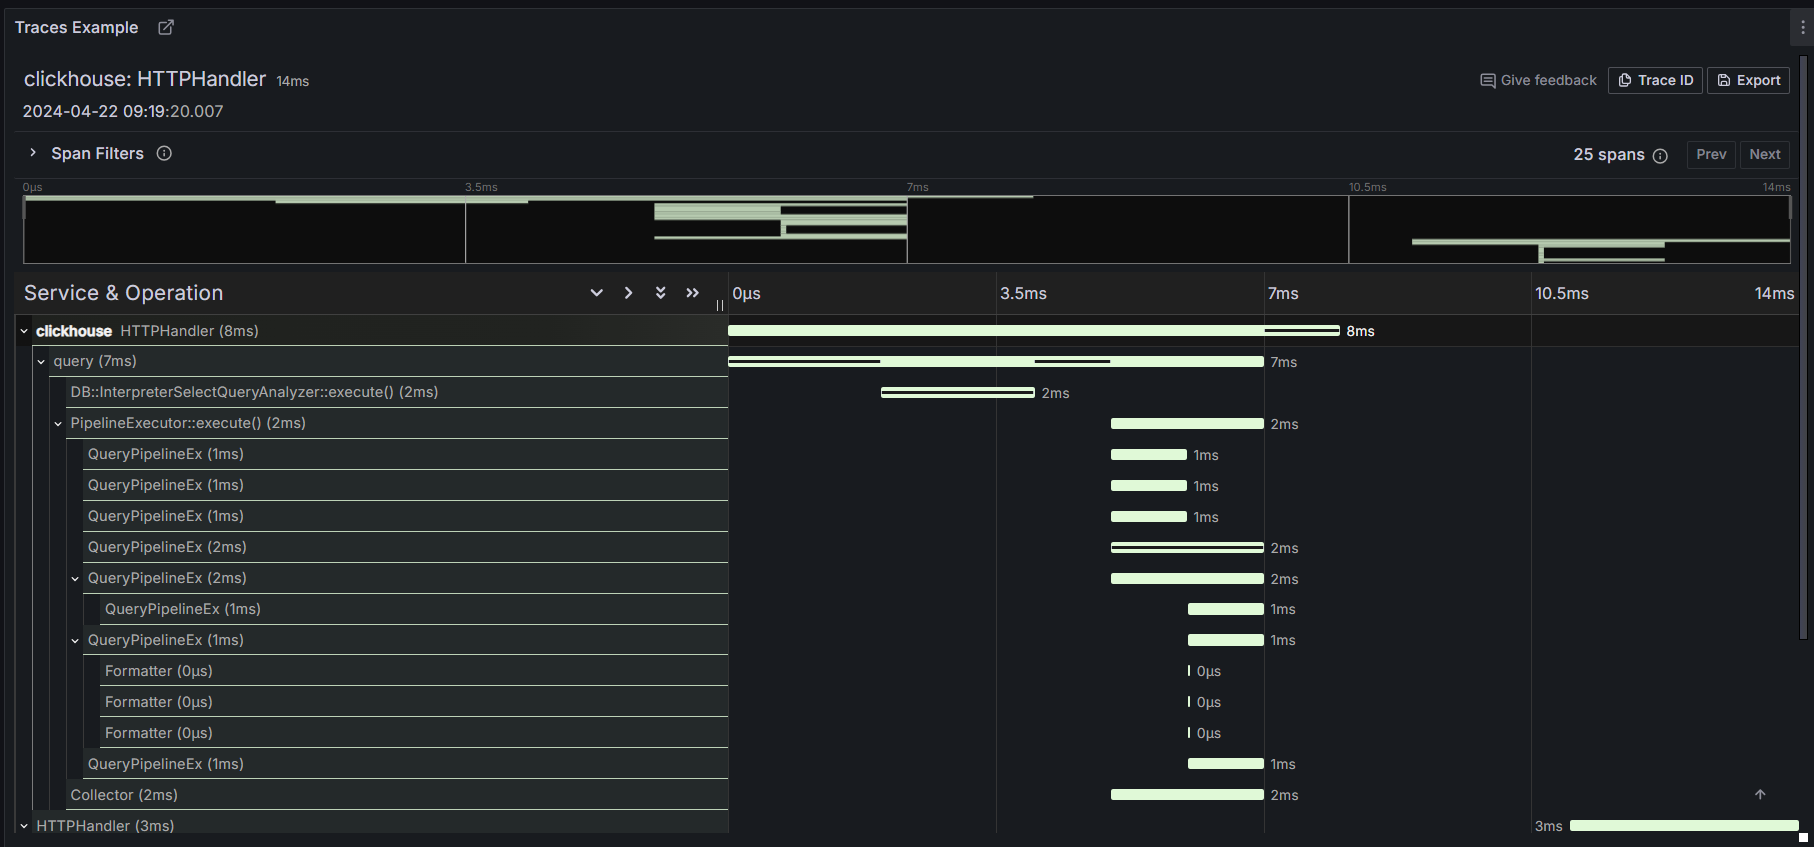 Traces Example
clickhouse: HTTPHandler 14ms
Give feedback Trace ID Export
2024-04-22 09:19:20.007
Span Filters
25 spans Prev Next
0μs 3.5ms 7ms 10.5ms 14ms
Service & Operation
0μs 3.5ms 7ms 10.5ms 14ms
clickhouse HTTPHandler (8ms) 8ms
query (7ms) 7ms
DB::InterpreterSelectQueryAnalyzer::execute() (2ms) 2ms
PipelineExecutor::execute() (2ms) 2ms
QueryPipelineEx (1ms) 1ms
QueryPipelineEx (1ms) 1ms
QueryPipelineEx (1ms) 1ms
QueryPipelineEx (2ms) 2ms
QueryPipelineEx (2ms) 2ms
QueryPipelineEx (1ms) 1ms
QueryPipelineEx (1ms) 1ms
Formatter (0μs) 0μs
Formatter (0μs) 0μs
Formatter (0μs) 0μs
QueryPipelineEx (1ms) 1ms
Collector (2ms) 2ms
HTTPHandler (3ms) 3ms